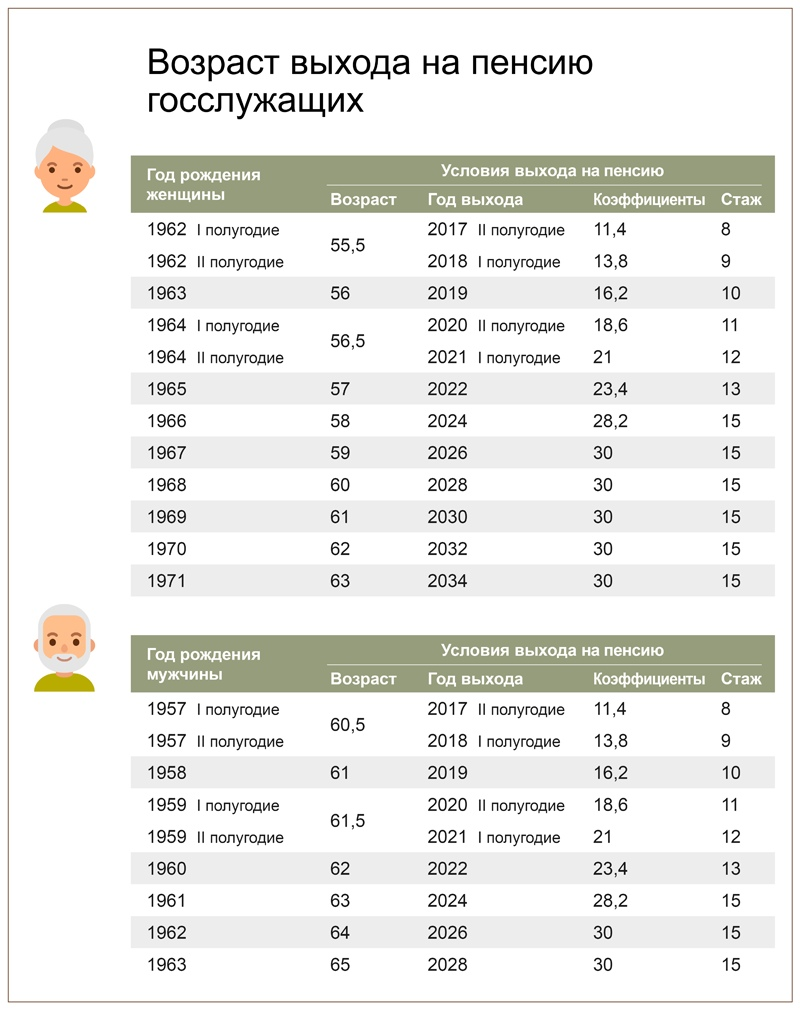 Возраст выхода на пенсию
госслужащих
Год рождения
женщины
Условия выхода на пенсию
Возраст Год выхода Коэффициенты Стаж
1962 I полугодие 55,5 2017 II полугодие 11,4 8
1962 II полугодие 2018 I полугодие 13,8 9
1963 56 2019 16,2 10
1964 I полугодие 56,5 2020 II полугодие 18,6 11
1964 II полугодие 2021 I полугодие 21 12
1965 57 2022 23,4 13
1966 58 2024 28,2 15
1967 59 2026 30 15
1968 60 2028 30 15
1969 61 2030 30 15
1970 62 2032 30 15
1971 63 2034 30 15
Год рождения
мужчины
Условия выхода на пенсию
Возраст Год выхода Коэффициенты Стаж
1957 I полугодие 60,5 2017 II полугодие 11,4 8
1957 II полугодие 2018 I полугодие 13,8 9
1958 61 2019 16,2 10
1959 I полугодие 61,5 2020 II полугодие 18,6 11
1959 II полугодие 2021 I полугодие 21 12
1960 62 2022 23,4 13
1961 63 2024 28,2 15
1962 64 2026 30 15
1963 65 2028 30 15